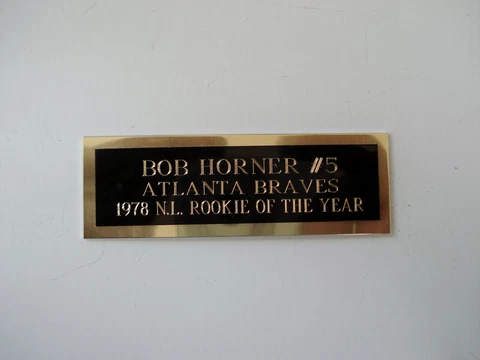 BOB HORNER #5
ATLANTA BRAVES
1978 N.L. ROOKIE OF THE YEAR